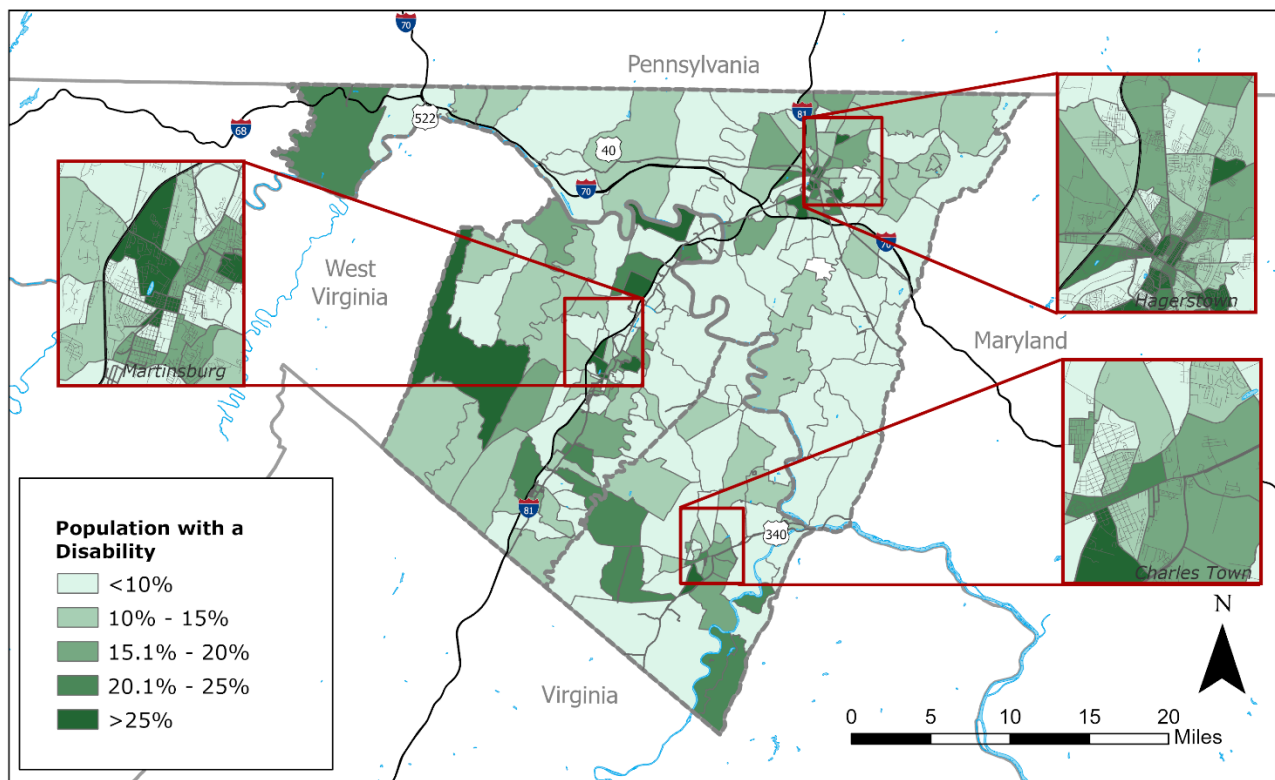 70
Pennsylvania
81
68
522
40
70
Hagerstown
70
West
Virginia
Maryland
Martinsburg
81
340
Charles Town
Virginia
Population with a
Disability
<10%
10% - 15%
15.1% - 20%
20.1% - 25%
>25%
N
0 5 10 15 20
Miles